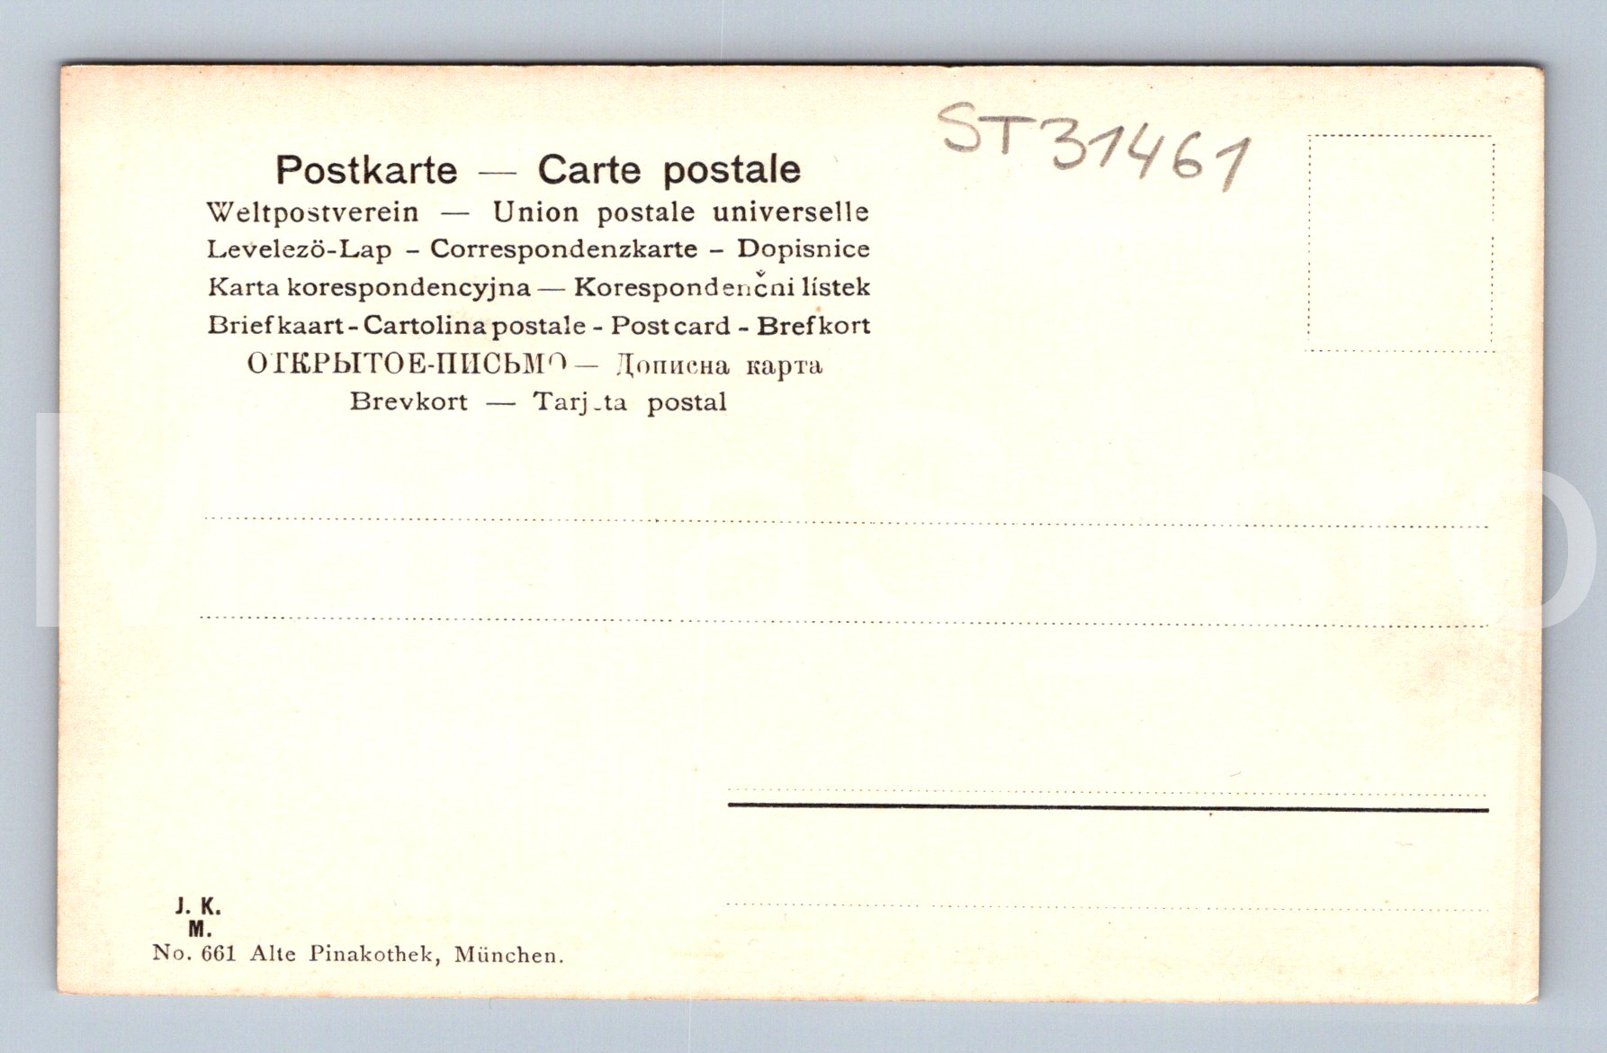 ST31461
Postkarte — Carte postale
Weltpostverein — Union postale universelle
Levelezö-Lap – Correspondenzkarte – Dopisnice
Karta korespondencyjna — Korespondenčni lístek
Briefkaart - Cartolina postale - Post card - Brefkort
ОТКРЫТОЕ-ПИСЬМО — Дописна карта
Brevkort — Tarjeta postal
J. K.
M.
No. 661 Alte Pinakothek, München.